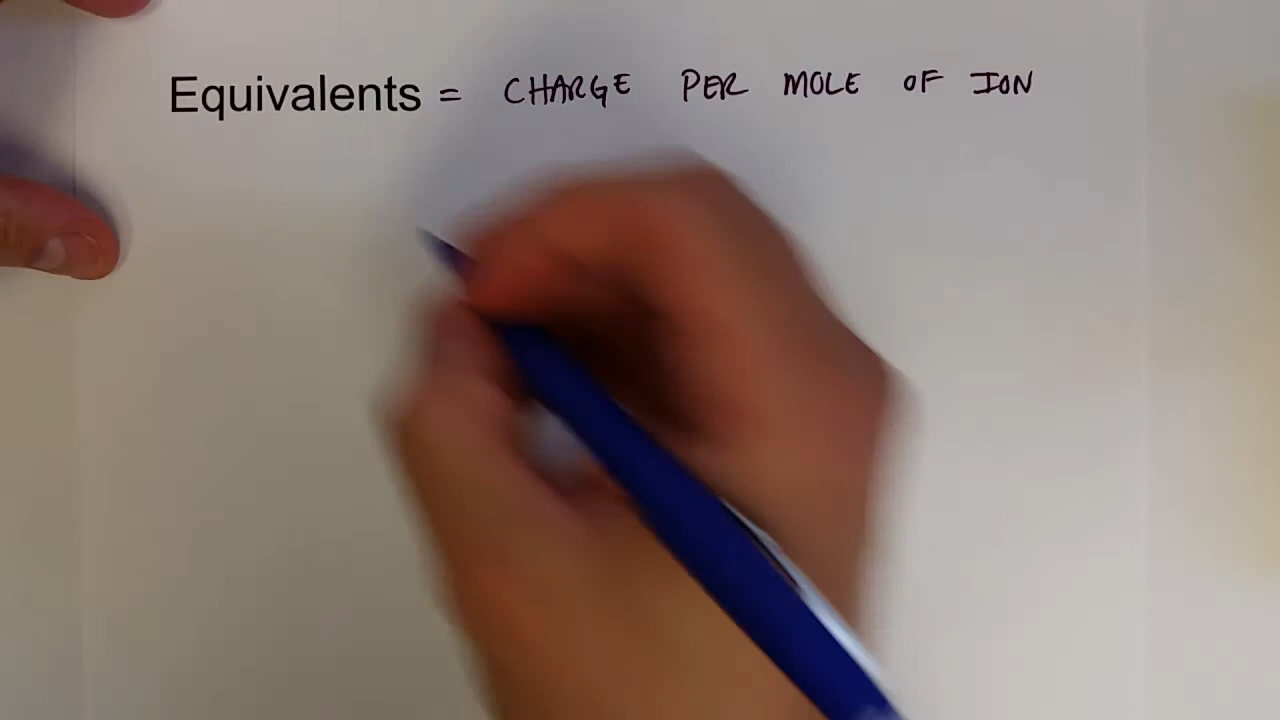 Equivalents = CHARGE PER MOLE OF ION